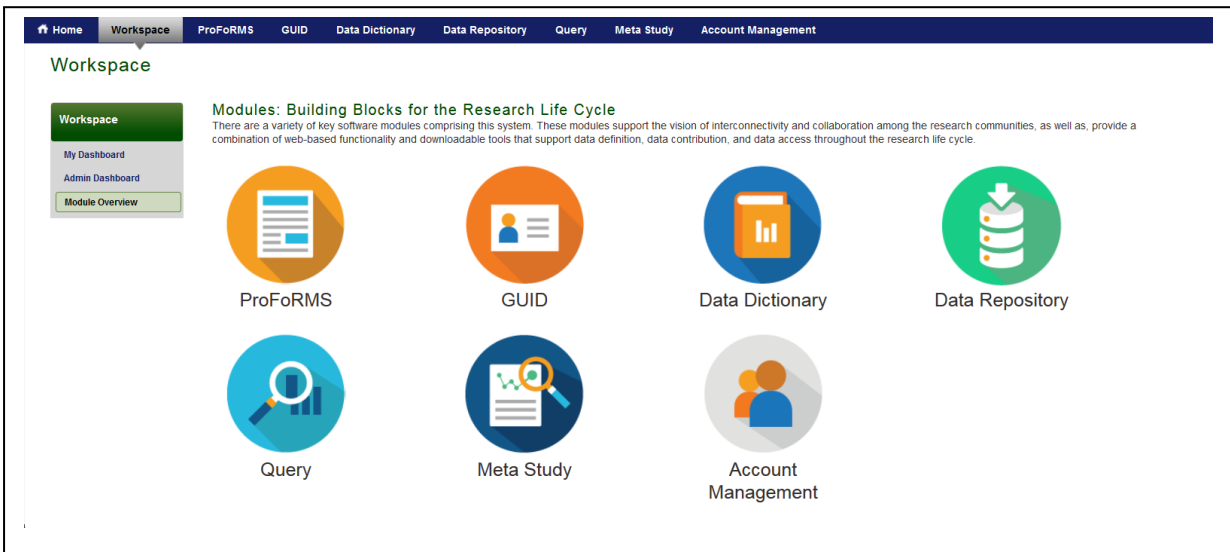 Home Workspace ProFoRMS GUID Data Dictionary Data Repository Query Meta Study Account Management
Workspace
Workspace
My Dashboard
Admin Dashboard
Module Overview
Modules: Building Blocks for the Research Life Cycle
There are a variety of key software modules comprising this system. These modules support the vision of interconnectivity and collaboration among the research communities, as well as, provide a
combination of web-based functionality and downloadable tools that support data definition, data contribution, and data access throughout the research life cycle.
ProFoRMS GUID Data Dictionary Data Repository
Query Meta Study Account
Management